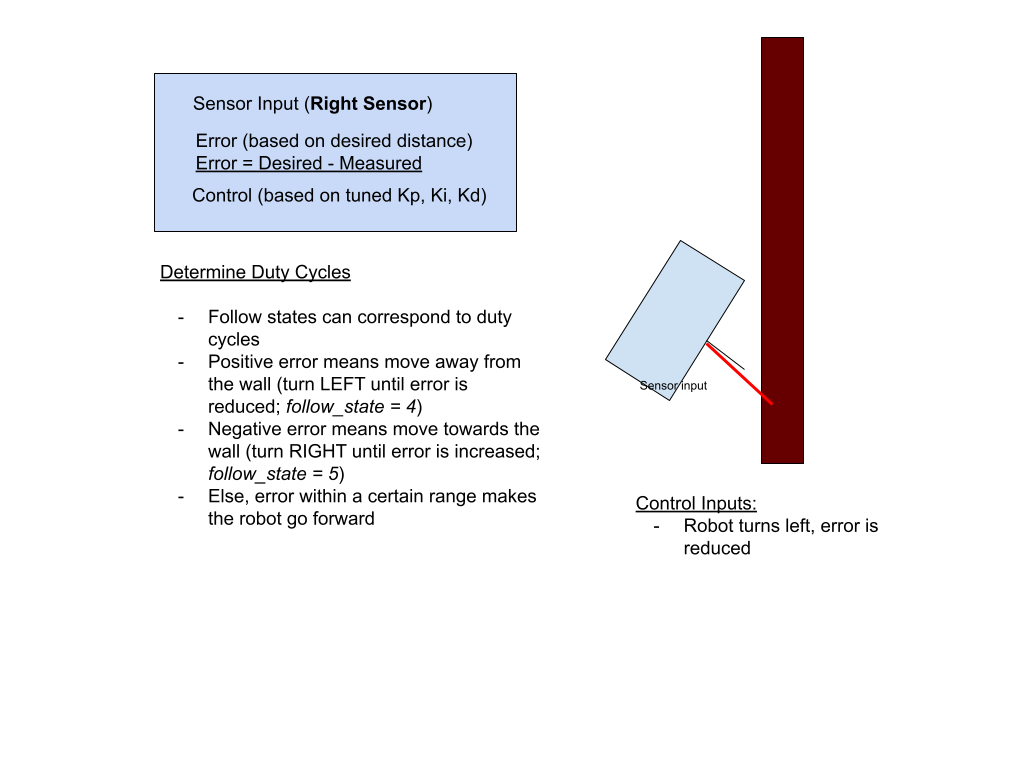 Sensor Input (Right Sensor)
Error (based on desired distance)
Error = Desired - Measured
Control (based on tuned Kp, Ki, Kd)
Determine Duty Cycles
- Follow states can correspond to duty
cycles
- Positive error means move away from
the wall (turn LEFT until error is
reduced; follow_state = 4)
- Negative error means move towards the
wall (turn RIGHT until error is increased;
follow_state = 5)
- Else, error within a certain range makes
the robot go forward
Sensor input
Control Inputs:
- Robot turns left, error is
reduced